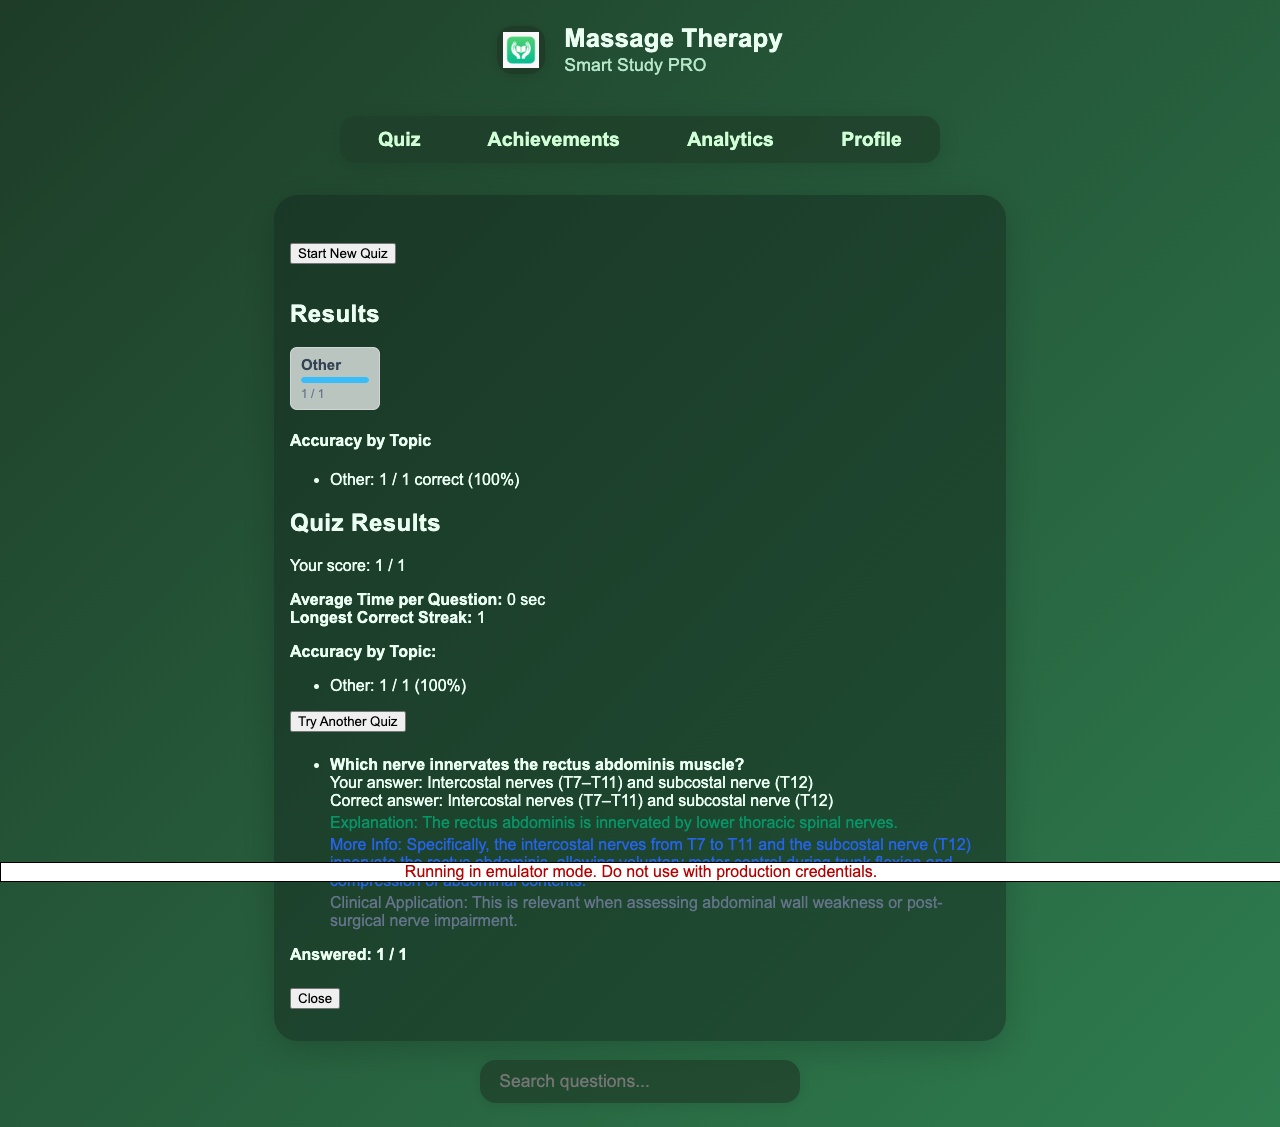 Massage Therapy
Smart Study PRO
Quiz
Achievements
Analytics
Profile
Start New Quiz
Results
Other
1 / 1
Accuracy by Topic
Other: 1 / 1 correct (100%)
Quiz Results
Your score: 1 / 1
Average Time per Question: 0 sec
Longest Correct Streak: 1
Accuracy by Topic:
Other: 1 / 1 (100%)
Try Another Quiz
Which nerve innervates the rectus abdominis muscle?
Your answer: Intercostal nerves (T7–T11) and subcostal nerve (T12)
Correct answer: Intercostal nerves (T7–T11) and subcostal nerve (T12)
Explanation: The rectus abdominis is innervated by lower thoracic spinal nerves.
More Info: Specifically, the intercostal nerves from T7 to T11 and the subcostal nerve (T12)
Running in emulator mode. Do not use with production credentials.
Clinical Application: This is relevant when assessing abdominal wall weakness or post-
surgical nerve impairment.
Answered: 1 / 1
Close
Search questions...